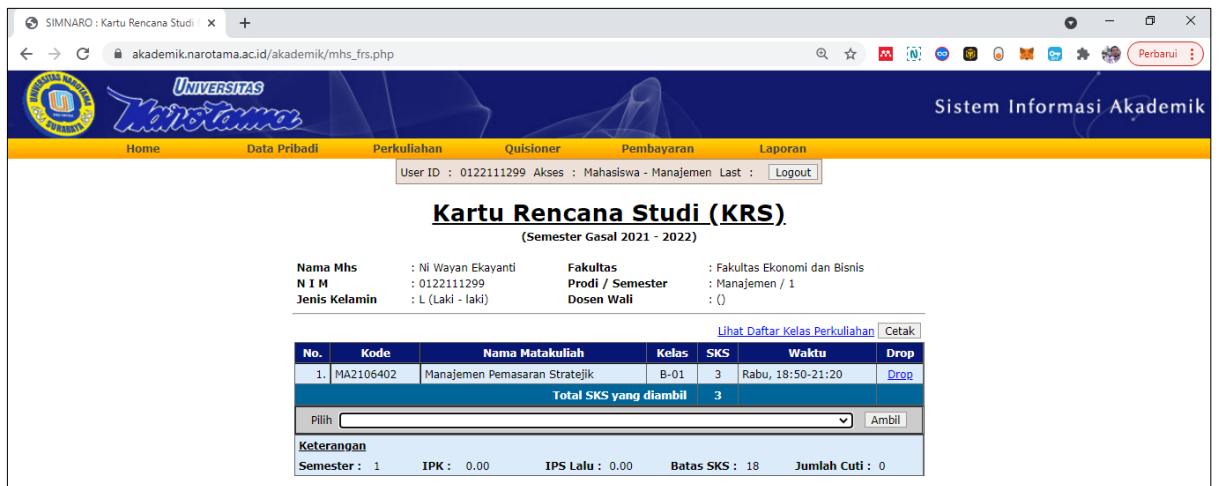 SIMNARO : Kartu Rencana Studi
akademik.narotama.ac.id/akademik/mhs_frs.php
Perbarui
UNIVERSITAS NAROTAMA SURABAYA
UNIVERSITAS
Narotama
Sistem Informasi Akademik
Home Data Pribadi Perkuliahan Quisioner Pembayaran Laporan
User ID : 0122111299 Akses : Mahasiswa - Manajemen Last : Logout
Kartu Rencana Studi (KRS)
(Semester Gasal 2021 - 2022)
Nama Mhs : Ni Wayan Ekayanti Fakultas : Fakultas Ekonomi dan Bisnis
N I M : 0122111299 Prodi / Semester : Manajemen / 1
Jenis Kelamin : L (Laki - laki) Dosen Wali : ()
Lihat Daftar Kelas Perkuliahan Cetak
No. Kode Nama Matakuliah Kelas SKS Waktu Drop
1. MA2106402 Manajemen Pemasaran Stratejik B-01 3 Rabu, 18:50-21:20 Drop
Total SKS yang diambil 3
Pilih Ambil
Keterangan
Semester : 1 IPK : 0.00 IPS Lalu : 0.00 Batas SKS : 18 Jumlah Cuti : 0